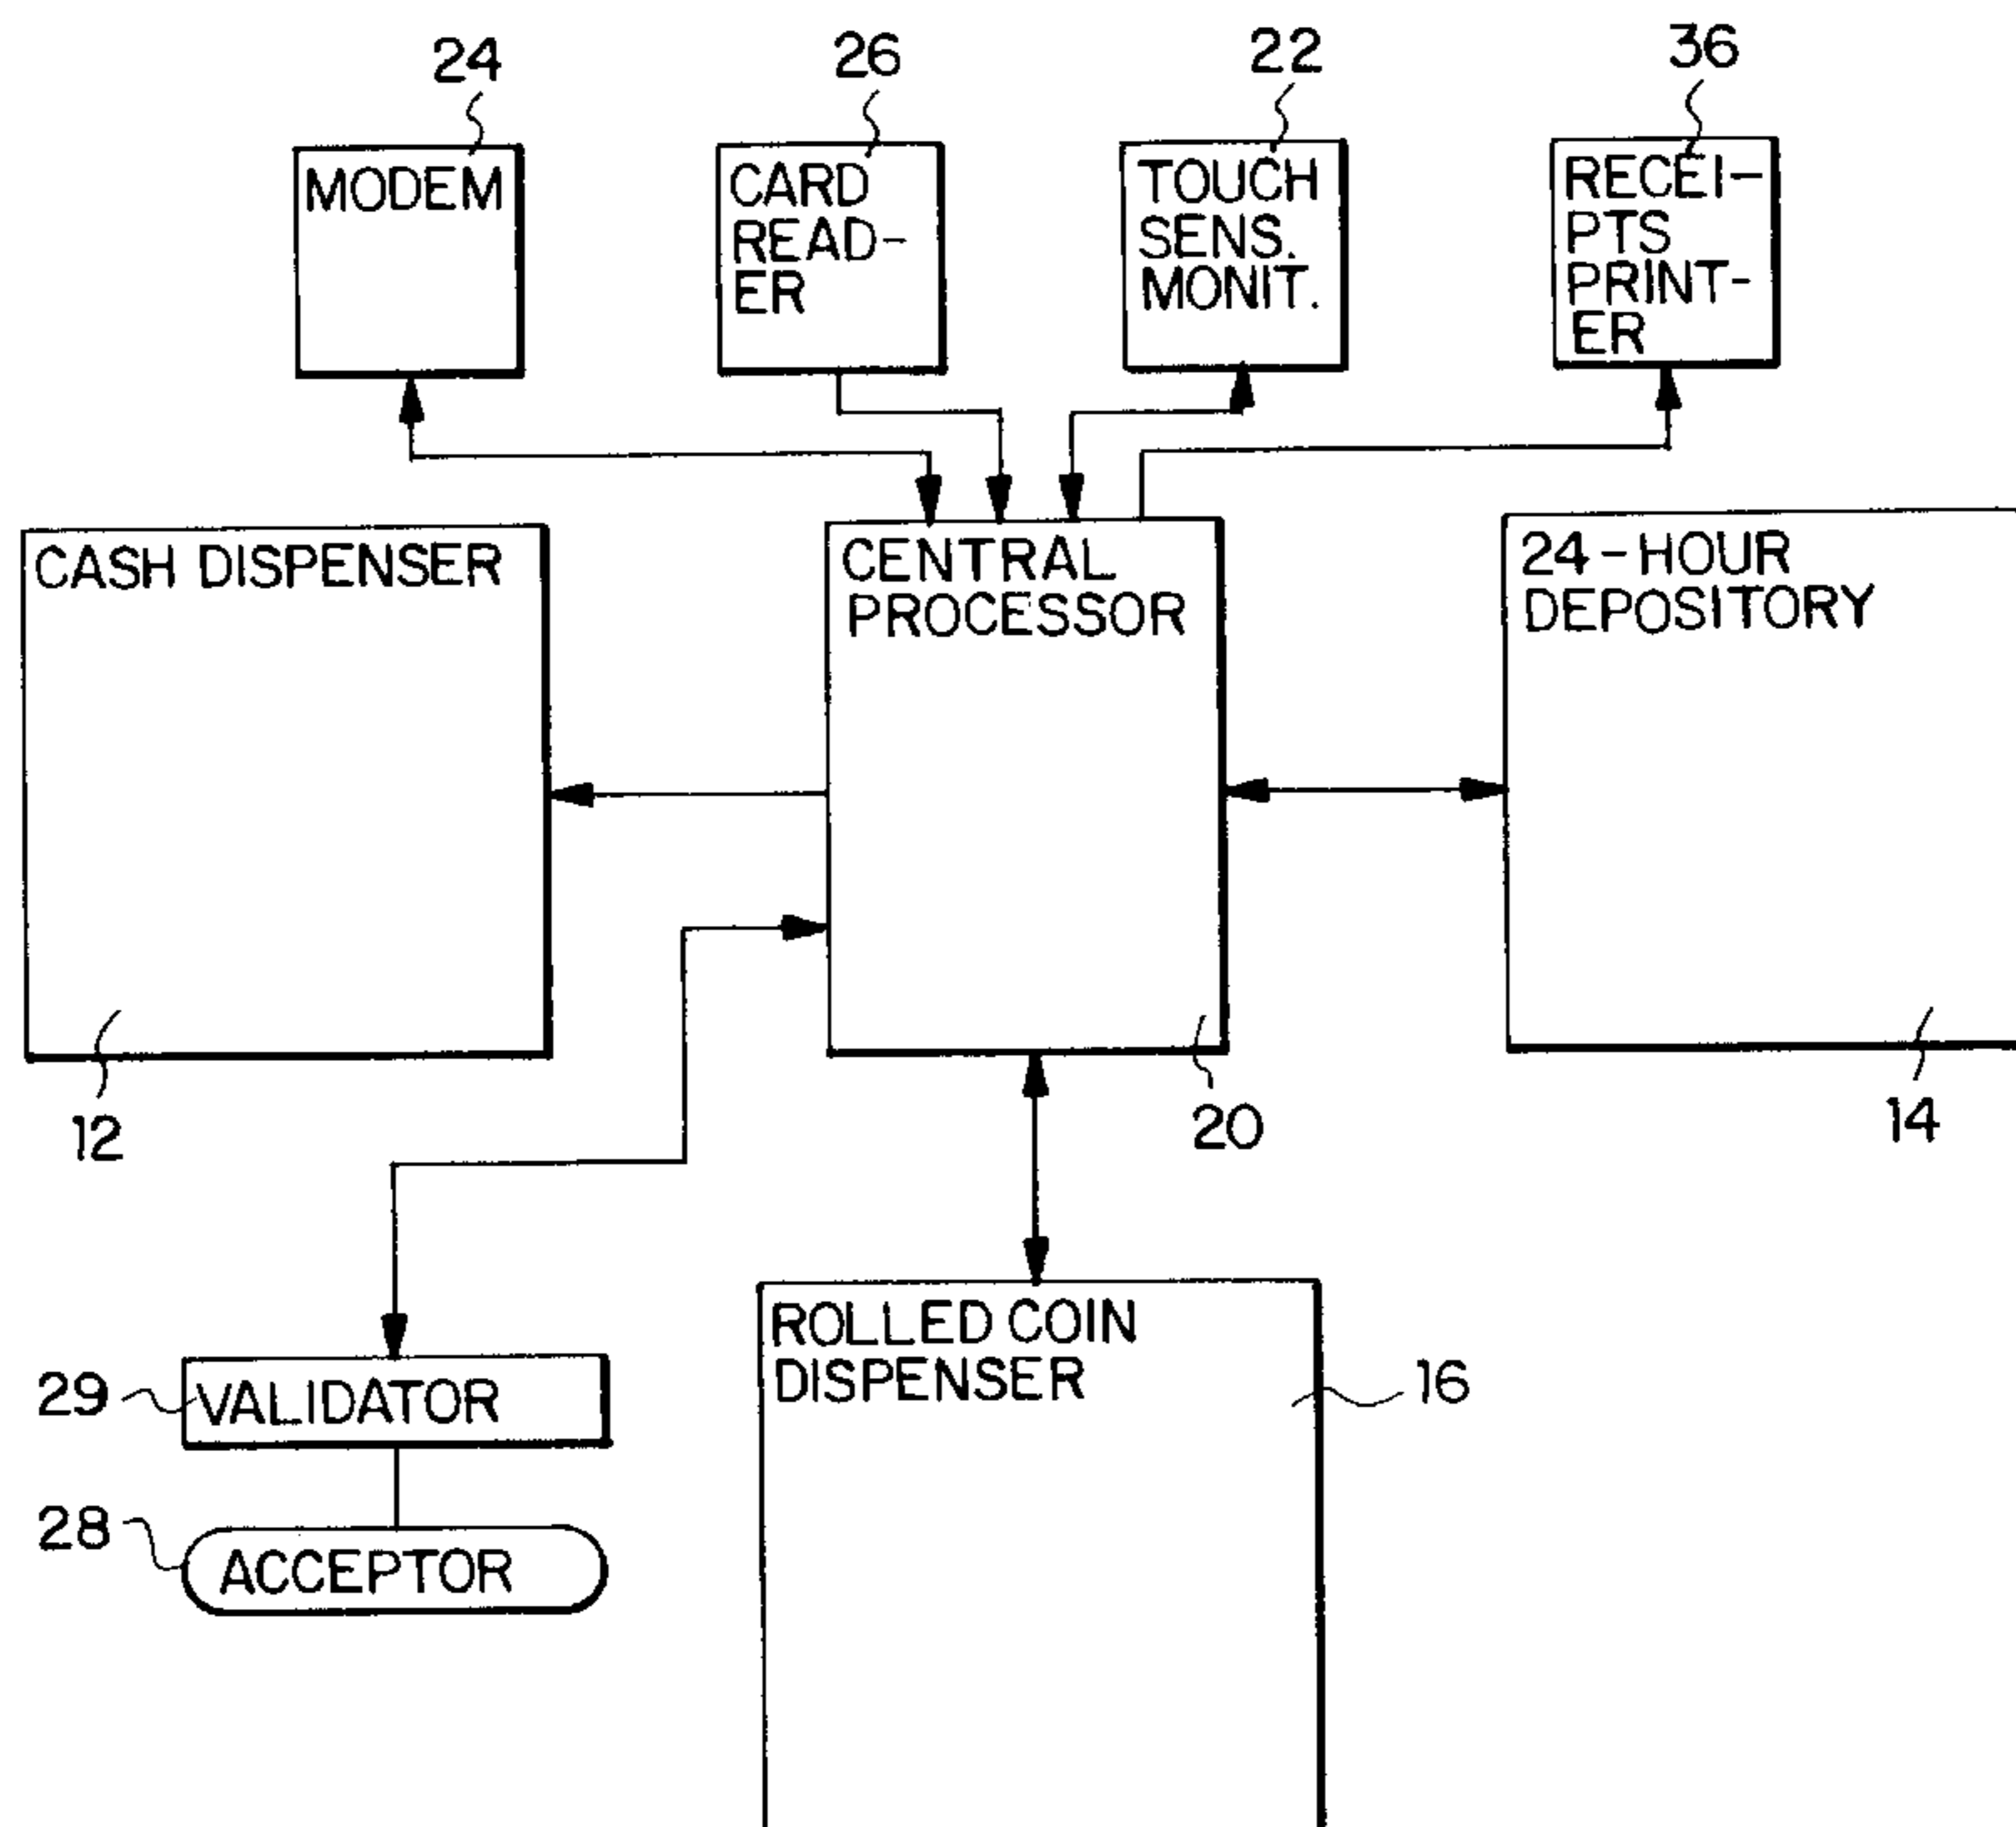 24
26
22
36
MODEM
CARD
READ-
ER
TOUCH
SENS.
MONIT.
RECEI-
PTS
PRINT-
ER
CASH DISPENSER
CENTRAL
PROCESSOR
24-HOUR
DEPOSITORY
12
20
14
ROLLED COIN
DISPENSER
16
29
VALIDATOR
28
ACCEPTOR